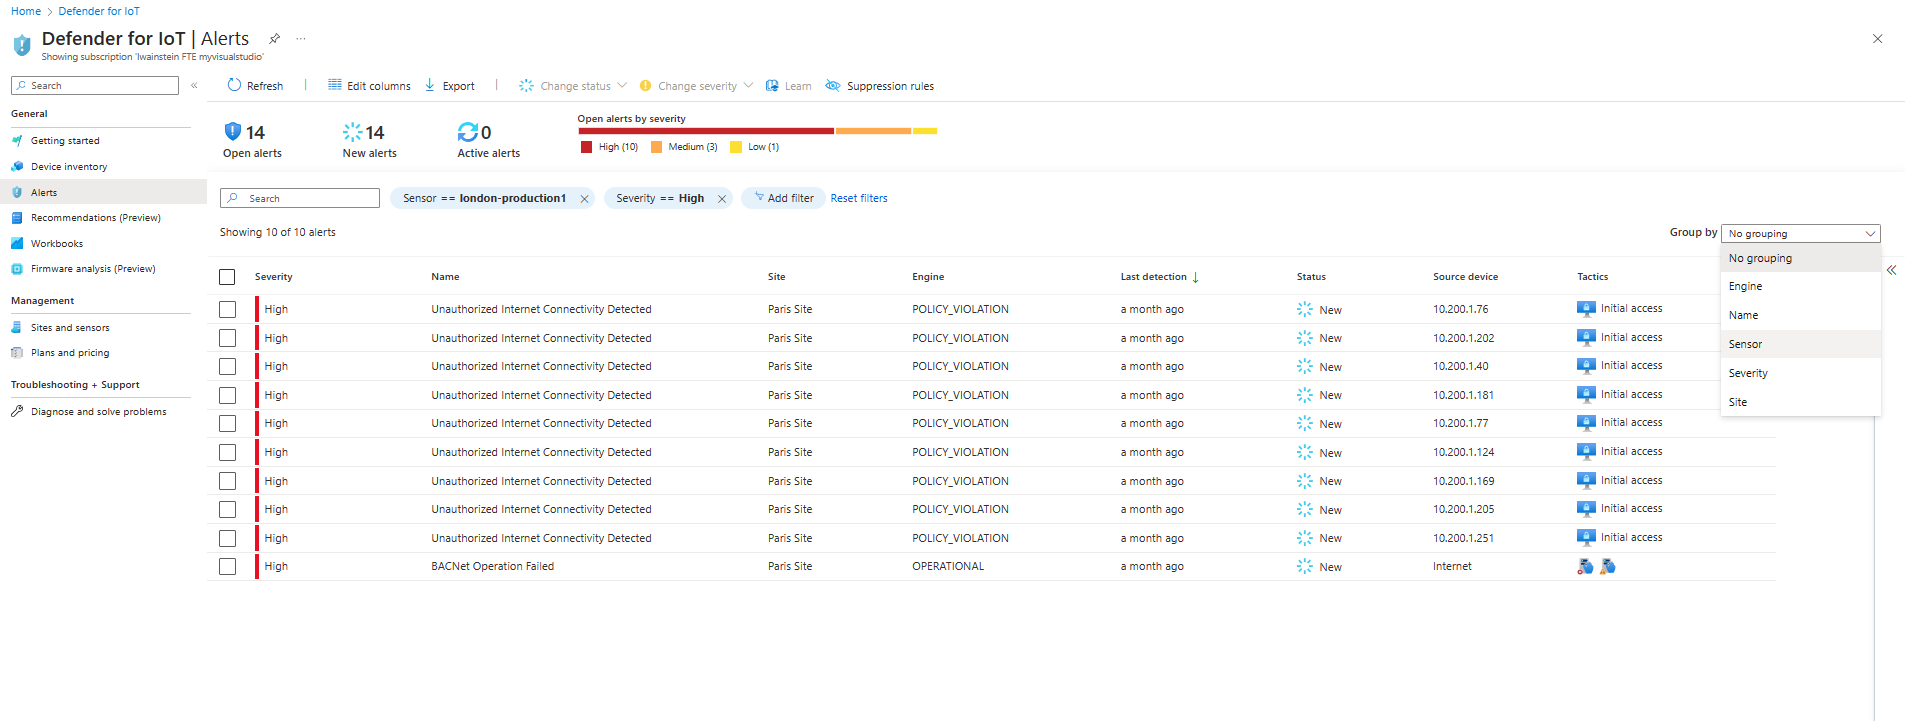 Home > Defender for IoT
Defender for IoT | Alerts ...
Showing subscription 'lwainstein FTE myvisualstudio'
Search «
Refresh | Edit columns Export | Change status Change severity Learn Suppression rules
General
Getting started
Device inventory
Alerts
Recommendations (Preview)
Workbooks
Firmware analysis (Preview)
Management
Sites and sensors
Plans and pricing
Troubleshooting + Support
Diagnose and solve problems
14
Open alerts
14
New alerts
0
Active alerts
Open alerts by severity
High (10) Medium (3) Low (1)
Search Sensor == london-production1 Severity == High Add filter Reset filters
Showing 10 of 10 alerts
Group by No grouping
No grouping
Engine
Name
Sensor
Severity
Site
Severity Name Site Engine Last detection ↓ Status Source device Tactics
High Unauthorized Internet Connectivity Detected Paris Site POLICY_VIOLATION a month ago New 10.200.1.76 Initial access
High Unauthorized Internet Connectivity Detected Paris Site POLICY_VIOLATION a month ago New 10.200.1.202 Initial access
High Unauthorized Internet Connectivity Detected Paris Site POLICY_VIOLATION a month ago New 10.200.1.40 Initial access
High Unauthorized Internet Connectivity Detected Paris Site POLICY_VIOLATION a month ago New 10.200.1.181 Initial access
High Unauthorized Internet Connectivity Detected Paris Site POLICY_VIOLATION a month ago New 10.200.1.77 Initial access
High Unauthorized Internet Connectivity Detected Paris Site POLICY_VIOLATION a month ago New 10.200.1.124 Initial access
High Unauthorized Internet Connectivity Detected Paris Site POLICY_VIOLATION a month ago New 10.200.1.169 Initial access
High Unauthorized Internet Connectivity Detected Paris Site POLICY_VIOLATION a month ago New 10.200.1.205 Initial access
High Unauthorized Internet Connectivity Detected Paris Site POLICY_VIOLATION a month ago New 10.200.1.251 Initial access
High BACNet Operation Failed Paris Site OPERATIONAL a month ago New Internet